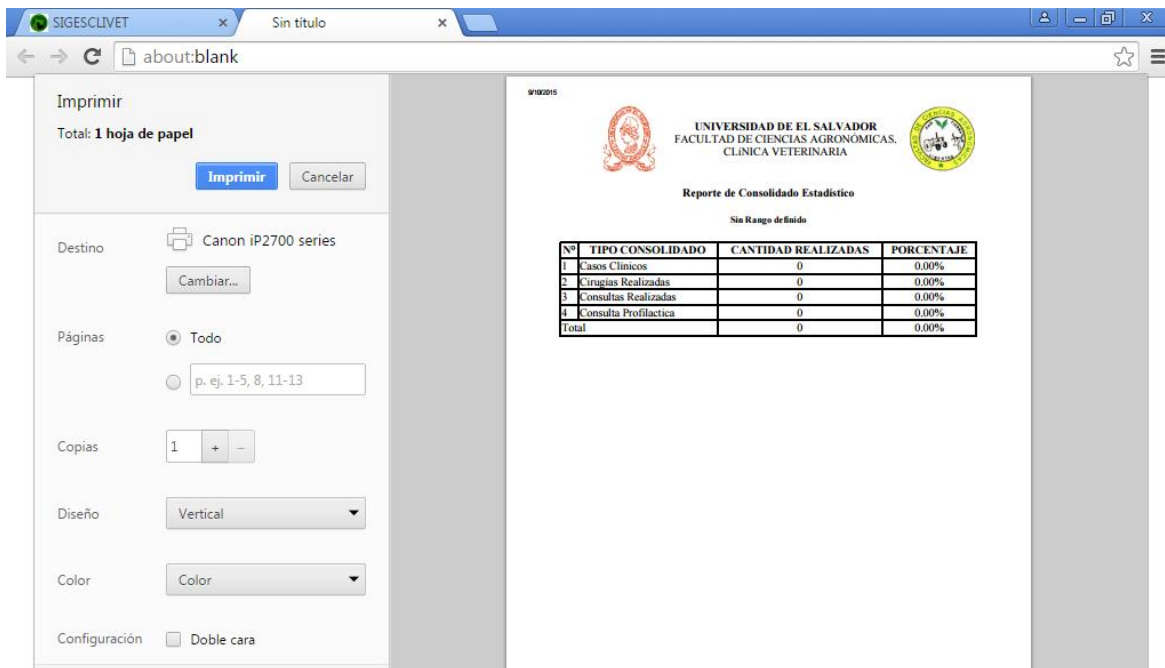 SIGESCLIVET
Sin título
about:blank
Imprimir
Total: 1 hoja de papel
Imprimir
Cancelar
Destino
Canon iP2700 series
Cambiar...
Páginas
Todo
p. ej. 1-5, 8, 11-13
Copias
1 + –
Diseño
Vertical
Color
Color
Configuración
Doble cara
9/10/2015
UNIVERSIDAD DE EL SALVADOR
FACULTAD DE CIENCIAS AGRONÓMICAS.
CLíNICA VETERINARIA
Reporte de Consolidado Estadístico
Sin Rango definido
Nº TIPO CONSOLIDADO CANTIDAD REALIZADAS PORCENTAJE
1 Casos Clínicos 0 0.00%
2 Cirugías Realizadas 0 0.00%
3 Consultas Realizadas 0 0.00%
4 Consulta Profilactica 0 0.00%
Total 0 0.00%